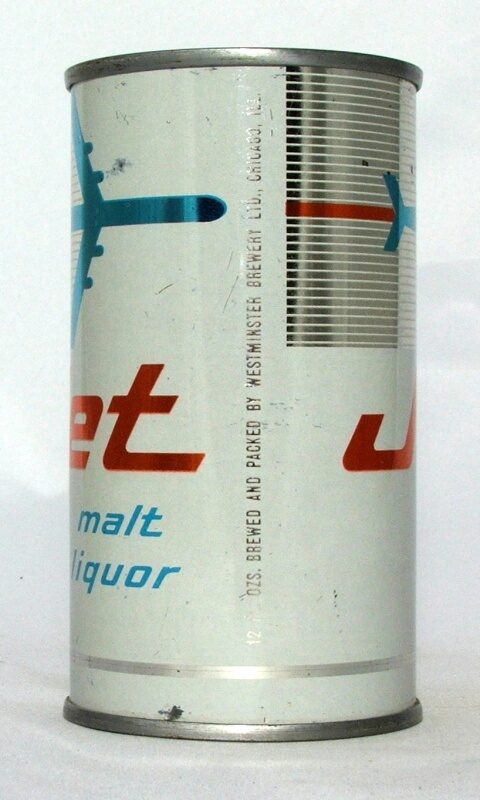 et
malt
liquor
12 OZS. BREWED AND PACKED BY WESTMINSTER BREWERY LTD., CHICAGO, ILL.
J